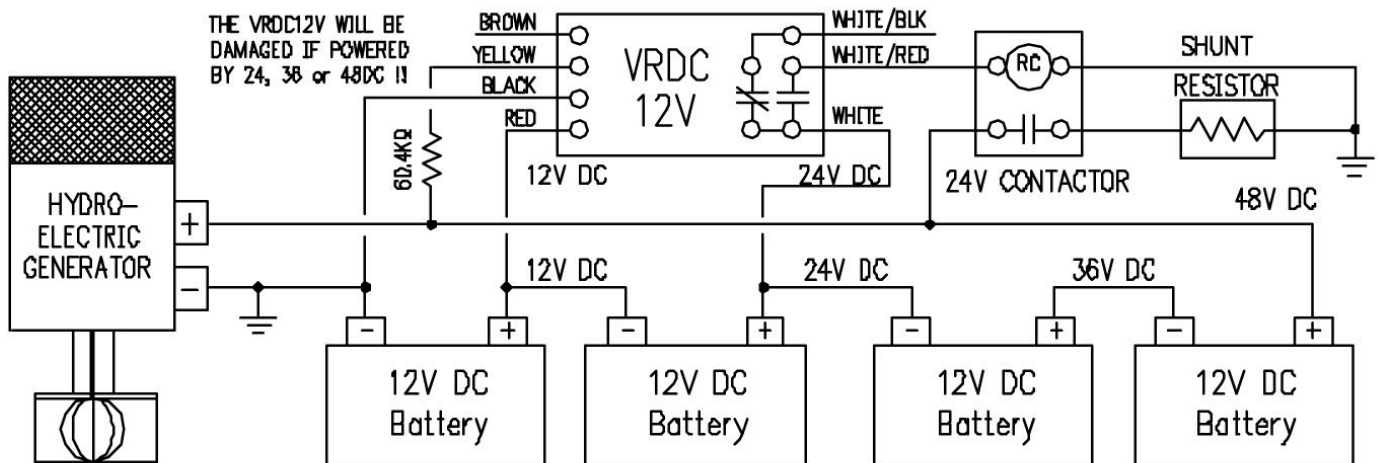 THE VRDC12V WILL BE
DAMAGED IF POWERED
BY 24, 36 or 48DC !!
BROWN
YELLOW
BLACK
RED
VRDC
12V
WHITE/BLK
WHITE/RED
WHITE
RC
SHUNT
RESISTOR
60.4KΩ
12V DC
24V DC
24V CONTACTOR
48V DC
HYDRO-
ELECTRIC
GENERATOR
+
-
12V DC
24V DC
36V DC
- +
- +
- +
- +
12V DC
Battery
12V DC
Battery
12V DC
Battery
12V DC
Battery